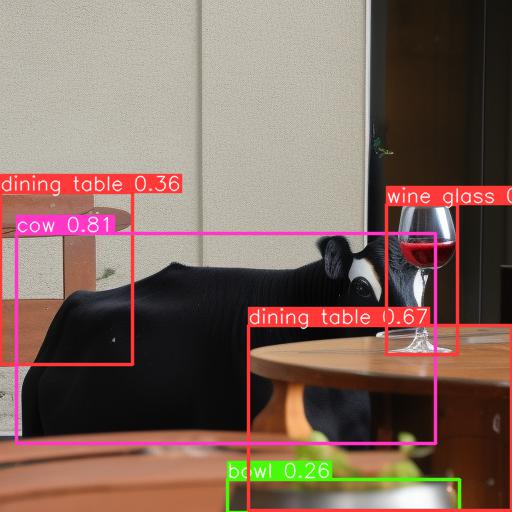 dining table 0.36
wine glass 0
cow 0.81
dining table 0.67
bowl 0.26